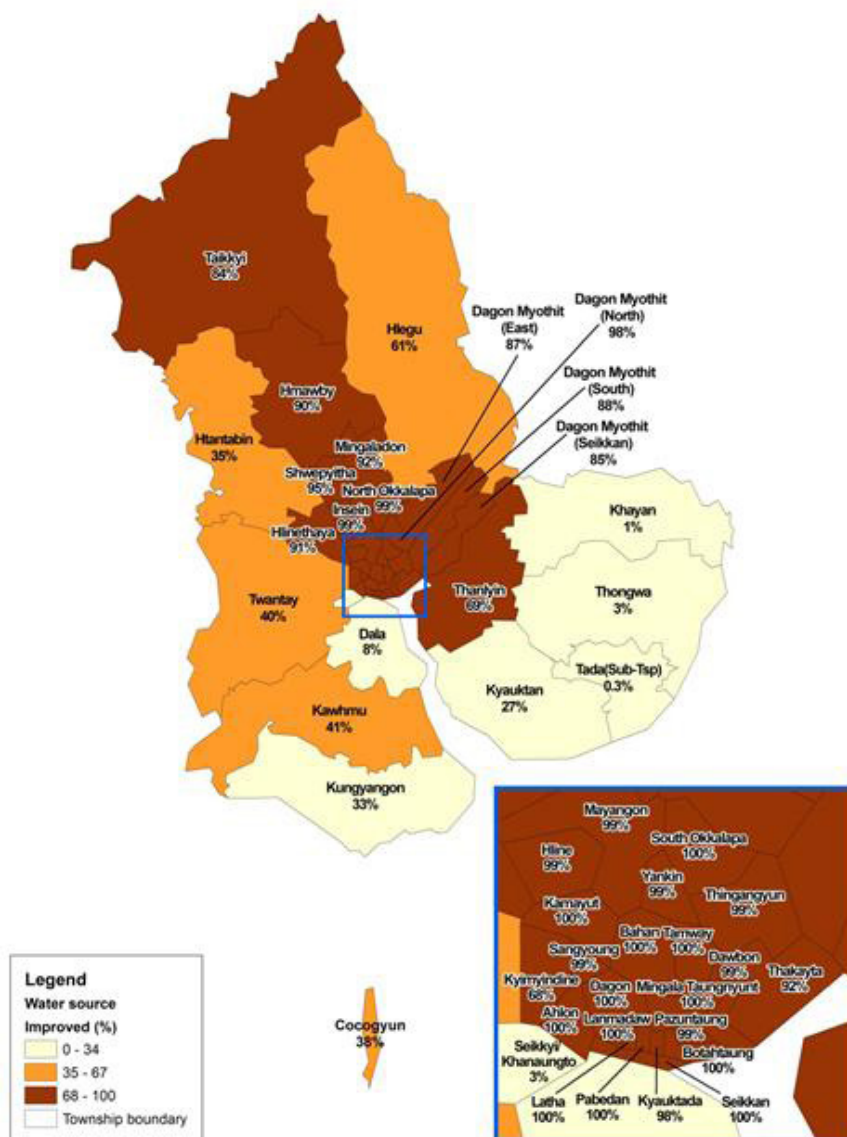 Taikkyi
84%
Hlegu
61%
Dagon Myothit
(East)
87%
Dagon Myothit
(North)
98%
Dagon Myothit
(South)
88%
Dagon Myothit
(Seikkan)
85%
Hmawby
90%
Htantabin
35%
Mingaladon
92%
Shwepyitha
95%
North Okkalapa
99%
Insein
99%
Hlinethaya
91%
Khayan
1%
Thongwa
3%
Thanlyin
69%
Twantay
40%
Dala
8%
Tada(Sub-Tsp)
0.3%
Kyauktan
27%
Kawhmu
41%
Kungyangon
33%
Mayangon
99%
South Okkalapa
100%
Hline
99%
Yankin
99%
Thingangyun
99%
Kamayut
100%
Bahan
100%
Tamway
100%
Sangyoung
99%
Dawbon
99%
Thakayta
92%
Kyimyindine
68%
Dagon
100%
Mingala Taungnyunt
100%
Ahlon
100%
Lanmadaw
100%
Pazuntaung
99%
Seikkyi/
Khanaungto
3%
Botahtaung
100%
Latha
100%
Pabedan
100%
Kyauktada
98%
Seikkan
100%
Cocogyun
38%
Legend
Water source
Improved (%)
0 - 34
35 - 67
68 - 100
Township boundary